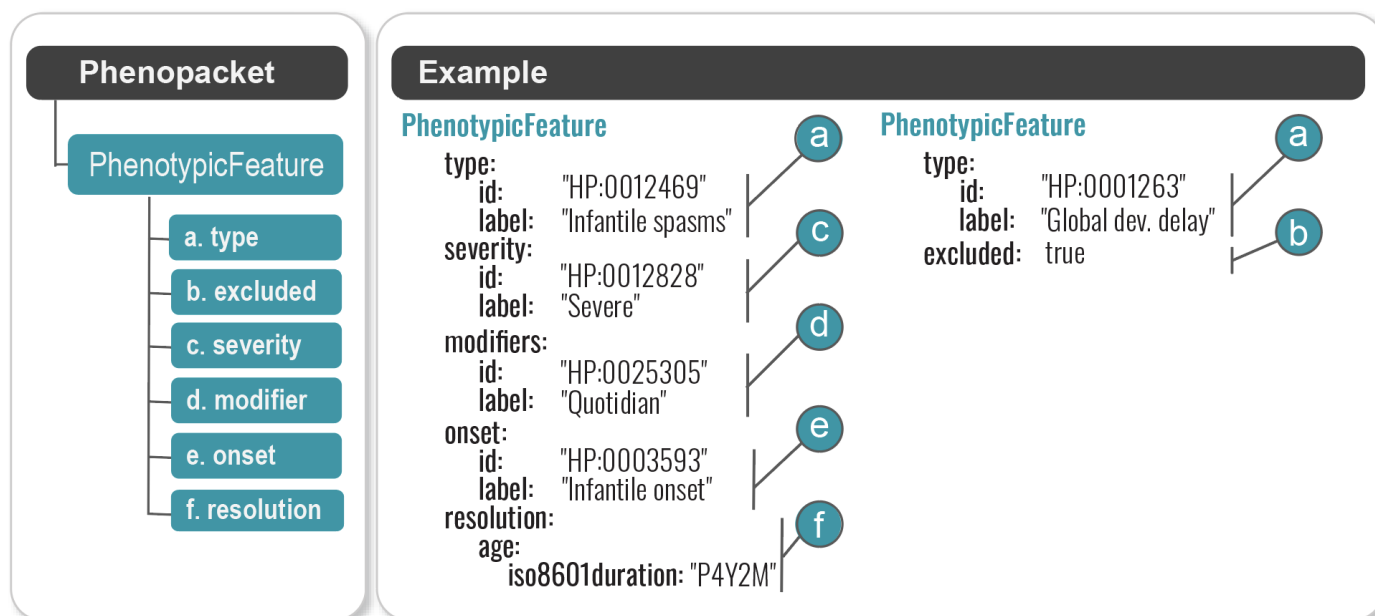 Phenopacket
PhenotypicFeature
a. type
b. excluded
c. severity
d. modifier
e. onset
f. resolution
Example
PhenotypicFeature
a
type:
id: "HP:0012469"
label: "Infantile spasms"
c
severity:
id: "HP:0012828"
label: "Severe"
d
modifiers:
id: "HP:0025305"
label: "Quotidian"
e
onset:
id: "HP:0003593"
label: "Infantile onset"
f
resolution:
age:
iso8601duration: "P4Y2M"
PhenotypicFeature
a
type:
id: "HP:0001263"
label: "Global dev. delay"
b
excluded: true